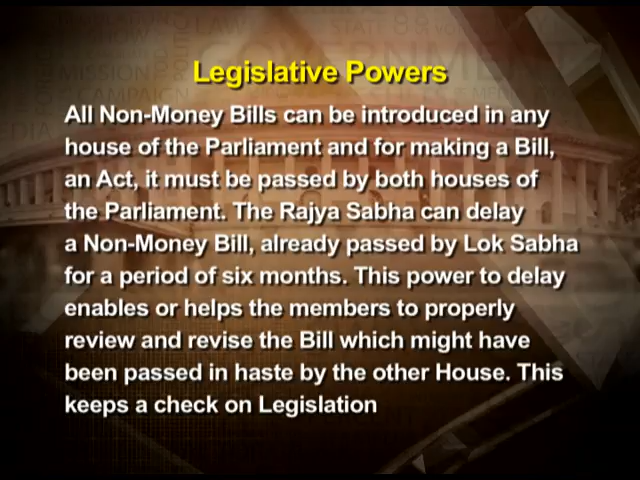 Legislative Powers
All Non-Money Bills can be introduced in any
house of the Parliament and for making a Bill,
an Act, it must be passed by both houses of
the Parliament. The Rajya Sabha can delay
a Non-Money Bill, already passed by Lok Sabha
for a period of six months. This power to delay
enables or helps the members to properly
review and revise the Bill which might have
been passed in haste by the other House. This
keeps a check on Legislation